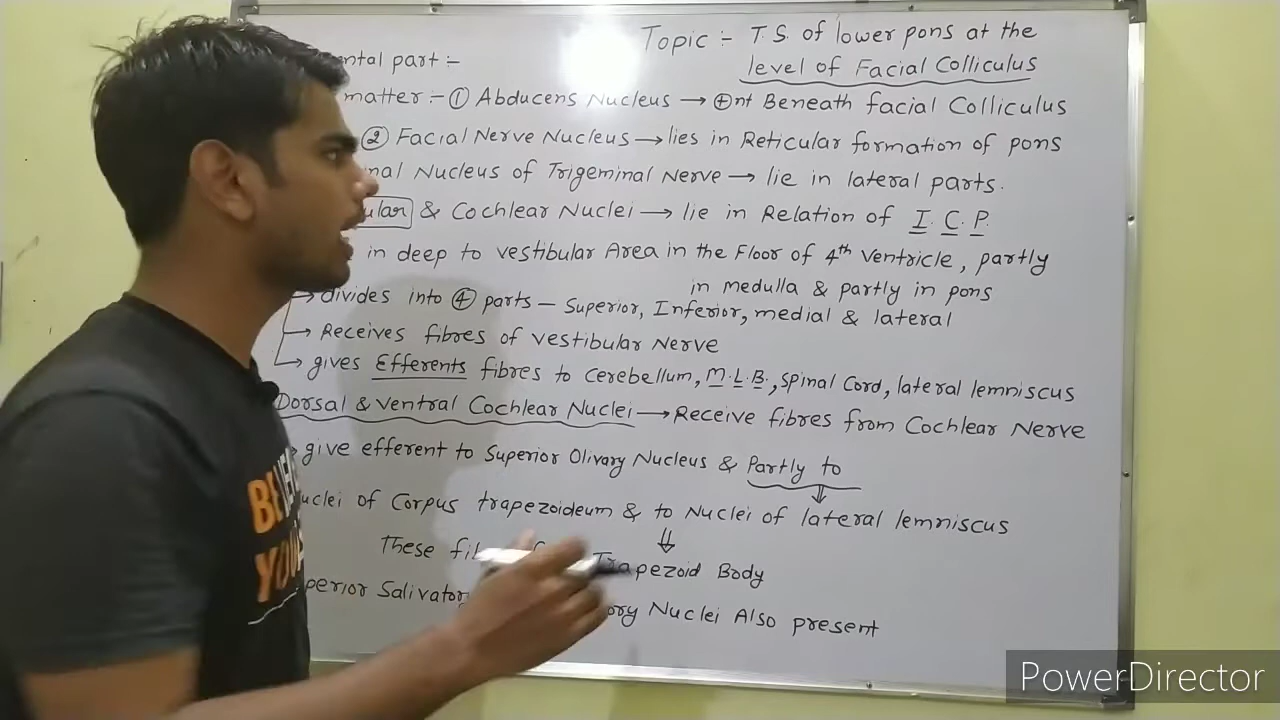 Topic :- T.S. of lower pons at the
level of Facial Colliculus
ntal part :-
matter :- ① Abducens Nucleus → ⊕nt Beneath facial Colliculus
② Facial Nerve Nucleus → lies in Reticular formation of pons
nal Nucleus of Trigeminal Nerve → lie in lateral parts.
ular & Cochlear Nuclei → lie in Relation of I.C.P.
in deep to vestibular Area in the Floor of 4th Ventricle, partly
in medulla & partly in pons
→ divides into ④ parts - Superior, Inferior, medial & lateral
→ Receives fibres of vestibular Nerve
→ gives Efferents fibres to cerebellum, M.L.B., spinal Cord, lateral lemniscus
Dorsal & Ventral Cochlear Nuclei → Receive fibres from Cochlear Nerve
give efferent to Superior Olivary Nucleus & Partly to
uclei of Corpus trapezoideum & to Nuclei of lateral lemniscus
These Trapezoid Body
perior Salivator ory Nuclei Also present
BE
YOU
PowerDirector